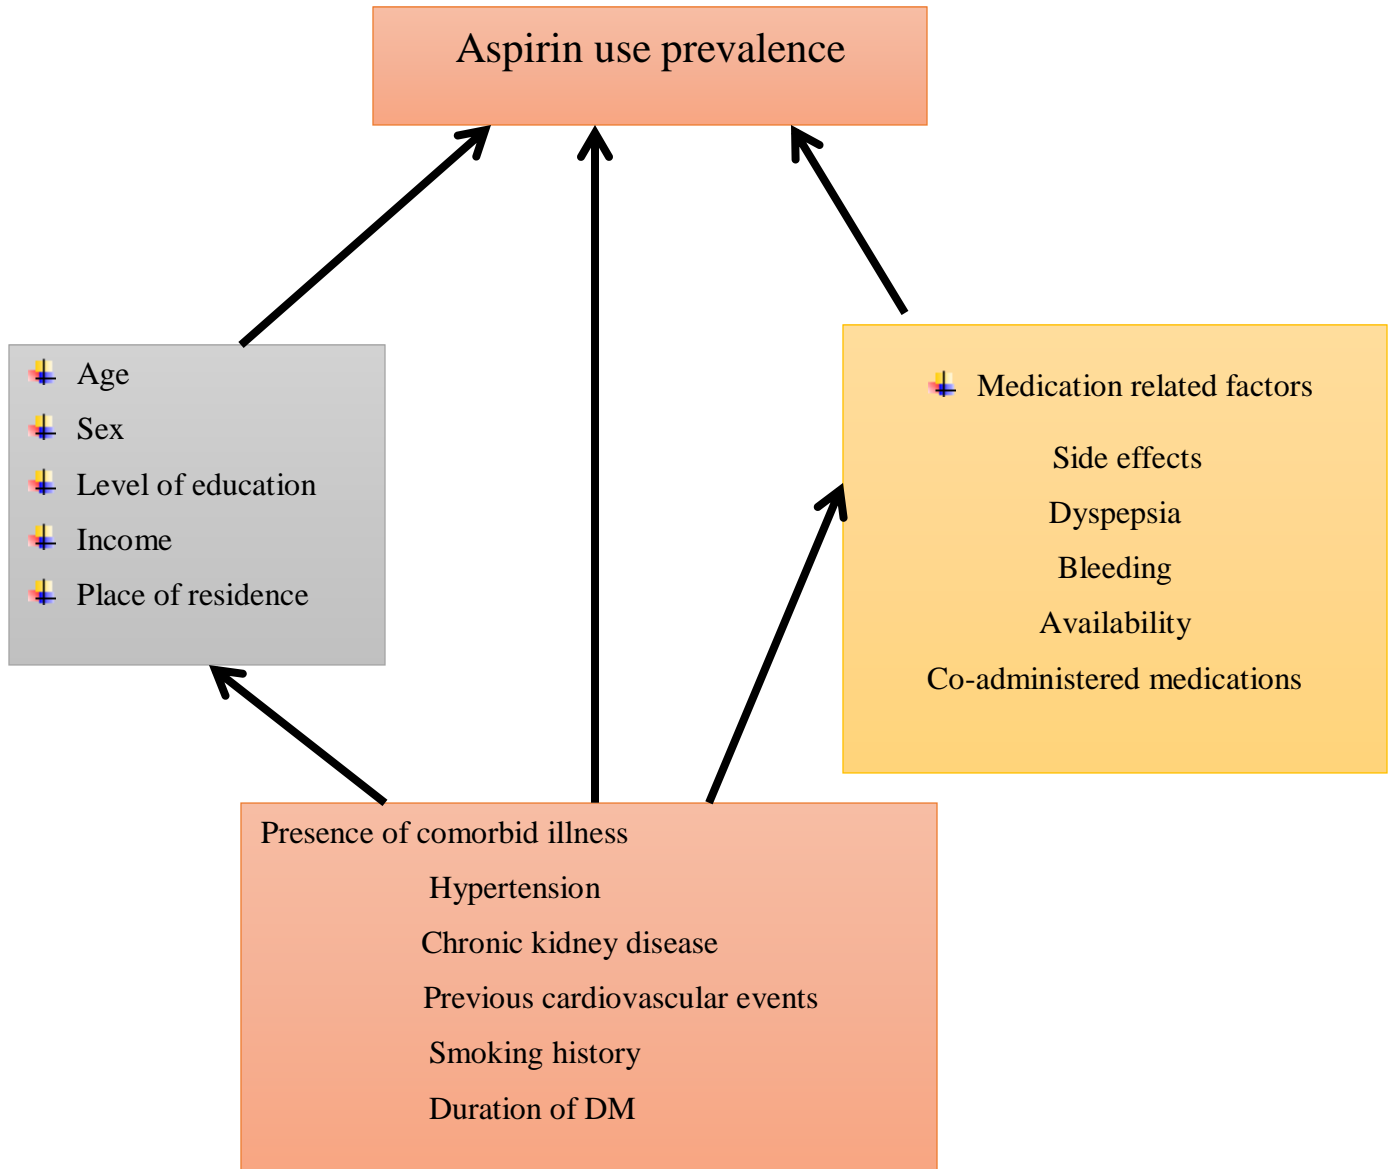 Aspirin use prevalence
Age
Sex
Level of education
Income
Place of residence
Medication related factors
Side effects
Dyspepsia
Bleeding
Availability
Co-administered medications
Presence of comorbid illness
Hypertension
Chronic kidney disease
Previous cardiovascular events
Smoking history
Duration of DM